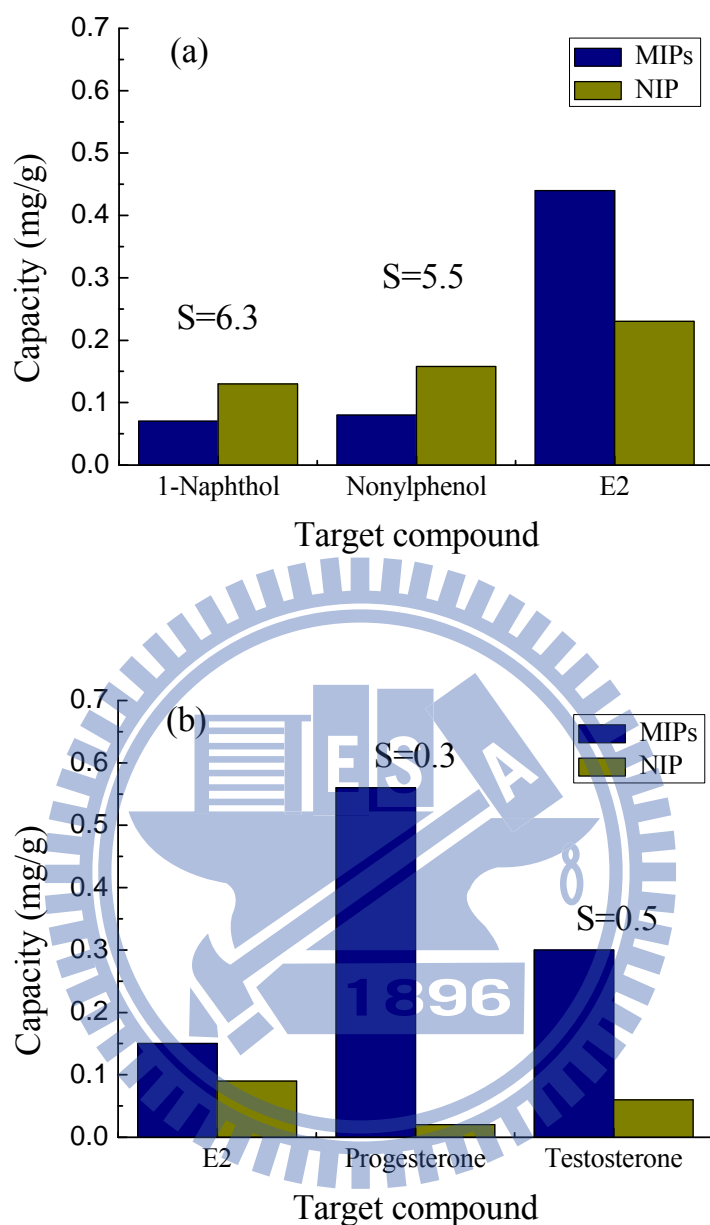 (a)
MIPs
NIP
0.7
0.6
0.5
0.4
0.3
0.2
0.1
0.0
Capacity (mg/g)
S=6.3
S=5.5
1-Naphthol Nonylphenol E2
Target compound
(b)
MIPs
NIP
0.7
0.6
0.5
0.4
0.3
0.2
0.1
0.0
Capacity (mg/g)
S=0.3
S=0.5
E S A
1896
E2 Progesterone Testosterone
Target compound